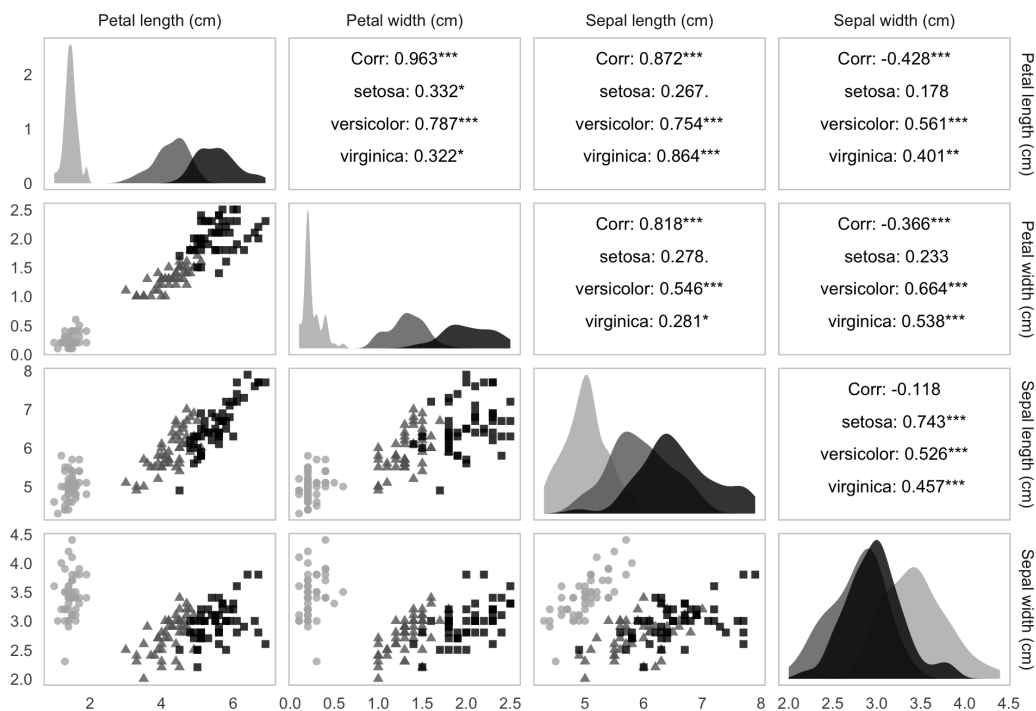 Petal length (cm)
Petal width (cm)
Sepal length (cm)
Sepal width (cm)
2
1
0
Corr: 0.963***
setosa: 0.332*
versicolor: 0.787***
virginica: 0.322*
Corr: 0.872***
setosa: 0.267.
versicolor: 0.754***
virginica: 0.864***
Corr: -0.428***
setosa: 0.178
versicolor: 0.561***
virginica: 0.401**
Petal length (cm)
2.5
2.0
1.5
1.0
0.5
0.0
Corr: 0.818***
setosa: 0.278.
versicolor: 0.546***
virginica: 0.281*
Corr: -0.366***
setosa: 0.233
versicolor: 0.664***
virginica: 0.538***
Petal width (cm)
8
7
6
5
Corr: -0.118
setosa: 0.743***
versicolor: 0.526***
virginica: 0.457***
Sepal length (cm)
4.5
4.0
3.5
3.0
2.5
2.0
Sepal width (cm)
2 4 6
0.0 0.5 1.0 1.5 2.0 2.5
5 6 7 8
2.0 2.5 3.0 3.5 4.0 4.5